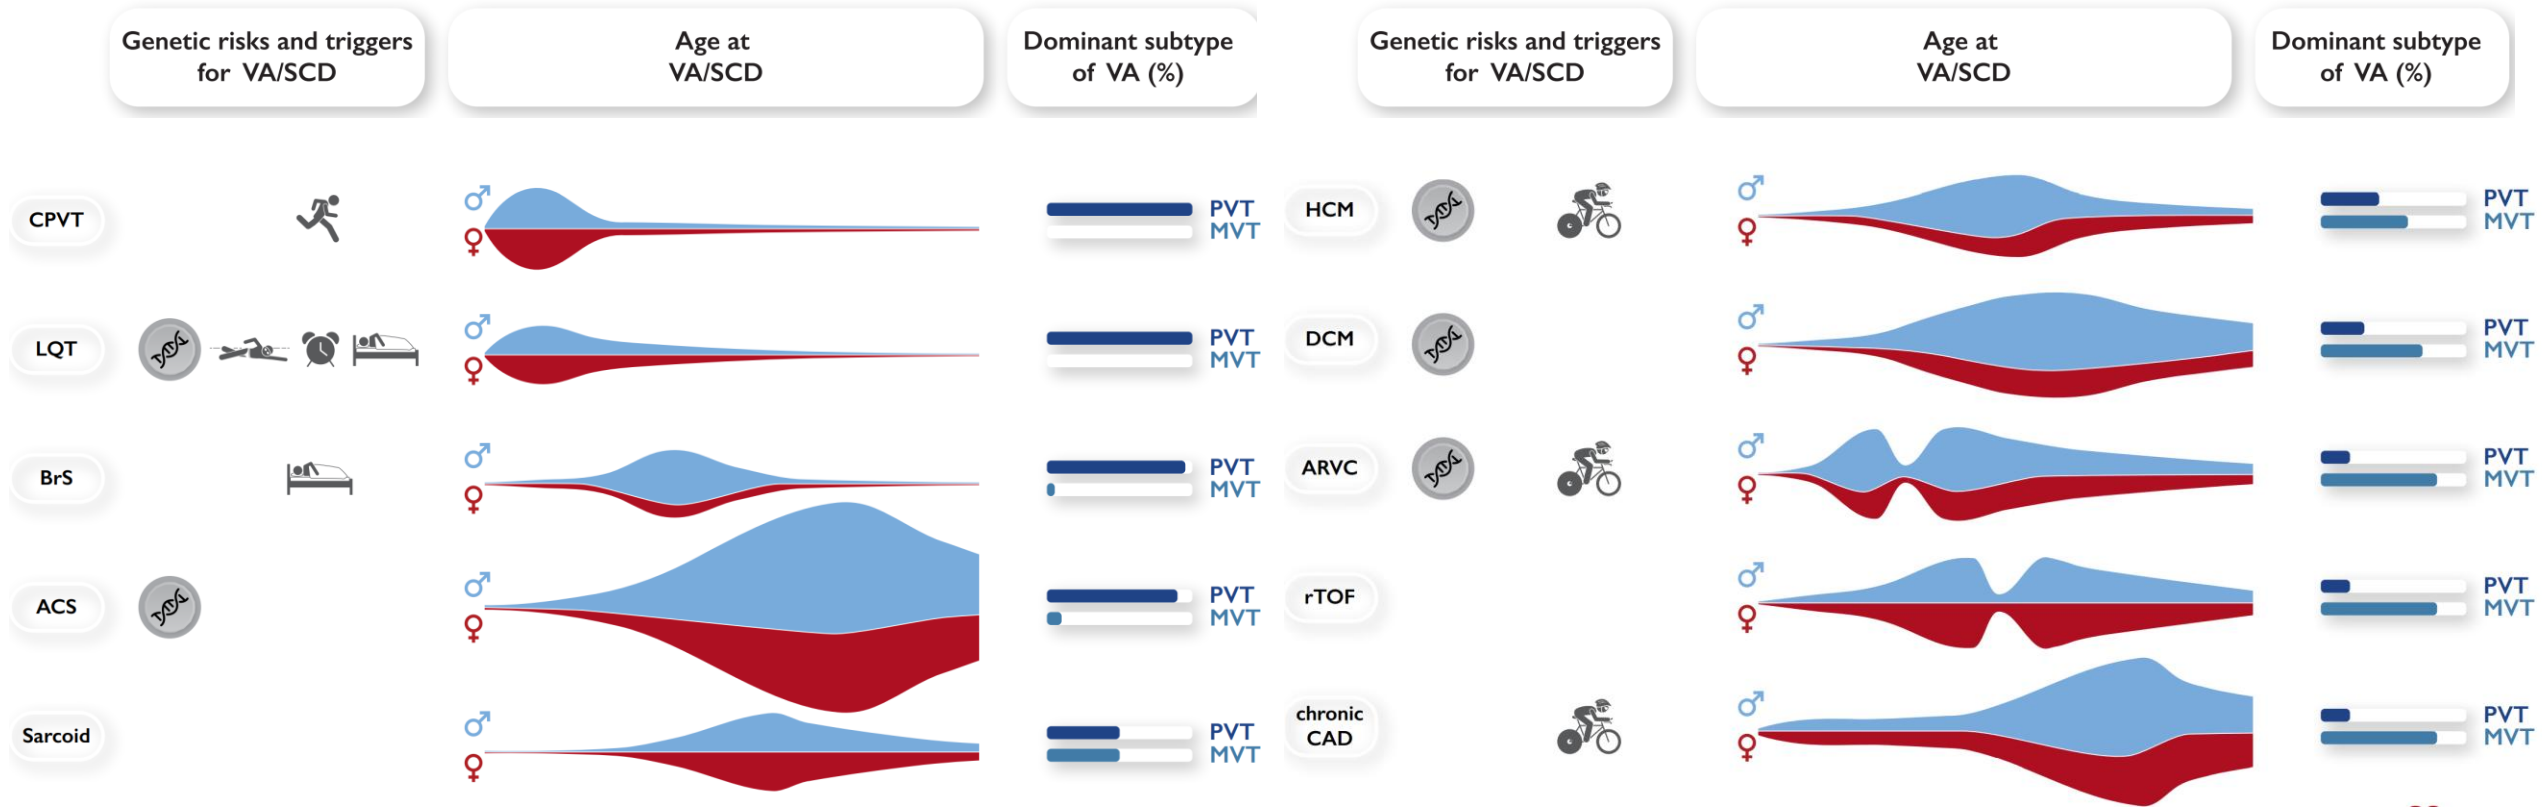 Genetic risks and triggers
for VA/SCD
Age at
VA/SCD
Dominant subtype
of VA (%)
CPVT
♂
♀
PVT
MVT
LQT
♂
♀
PVT
MVT
BrS
♂
♀
PVT
MVT
ACS
♂
♀
PVT
MVT
Sarcoid
♂
♀
PVT
MVT
Genetic risks and triggers
for VA/SCD
Age at
VA/SCD
Dominant subtype
of VA (%)
HCM
♂
♀
PVT
MVT
DCM
♂
♀
PVT
MVT
ARVC
♂
♀
PVT
MVT
rTOF
♂
♀
PVT
MVT
chronic
CAD
♂
♀
PVT
MVT